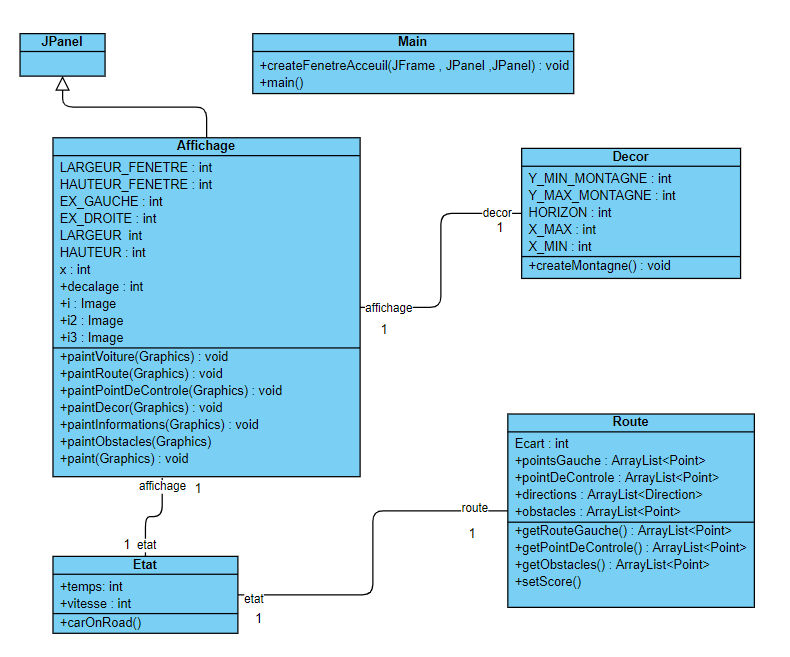 JPanel
Main
+createFenetreAcceuil(JFrame , JPanel ,JPanel) : void
+main()
Affichage
LARGEUR_FENETRE : int
HAUTEUR_FENETRE : int
EX_GAUCHE : int
EX_DROITE : int
LARGEUR int
HAUTEUR : int
x : int
+decalage : int
+i : Image
+i2 : Image
+i3 : Image
+paintVoiture(Graphics) : void
+paintRoute(Graphics) : void
+paintPointDeControle(Graphics) : void
+paintDecor(Graphics) : void
+paintInformations(Graphics) : void
+paintObstacles(Graphics)
+paint(Graphics) : void
Decor
Y_MIN_MONTAGNE : int
Y_MAX_MONTAGNE : int
HORIZON : int
X_MAX : int
X_MIN : int
+createMontagne() : void
decor
1
affichage
1
Route
Ecart : int
+pointsGauche : ArrayList<Point>
+pointDeControle : ArrayList<Point>
+directions : ArrayList<Direction>
+obstacles : ArrayList<Point>
+getRouteGauche() : ArrayList<Point>
+getPointDeControle() : ArrayList<Point>
+getObstacles() : ArrayList<Point>
+setScore()
affichage 1
route
1
1 etat
Etat
+temps: int
+vitesse : int
+carOnRoad()
etat
1